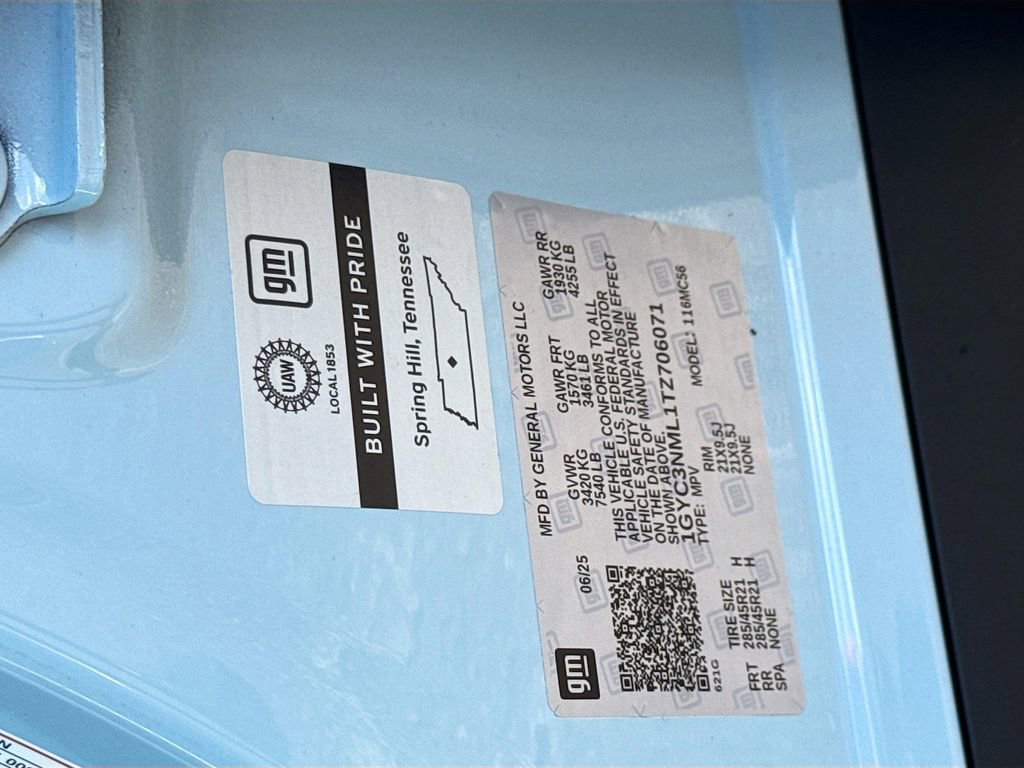 gm
UAW
LOCAL 1853
BUILT WITH PRIDE
Spring Hill, Tennessee
gm
06/25
MFD BY GENERAL MOTORS LLC
GVWR GAWR FRT GAWR RR
3420 KG 1570 KG 1930 KG
7540 LB 3461 LB 4255 LB
THIS VEHICLE CONFORMS TO ALL
APPLICABLE U.S. FEDERAL MOTOR
VEHICLE SAFETY STANDARDS IN EFFECT
ON THE DATE OF MANUFACTURE
SHOWN ABOVE.
1GYC3NML1TZ706071
TYPE: MPV MODEL: 116MC56
621G
TIRE SIZE RIM
FRT 285/45R21 H 21X9.5J
RR 285/45R21 H 21X9.5J
SPA NONE NONE